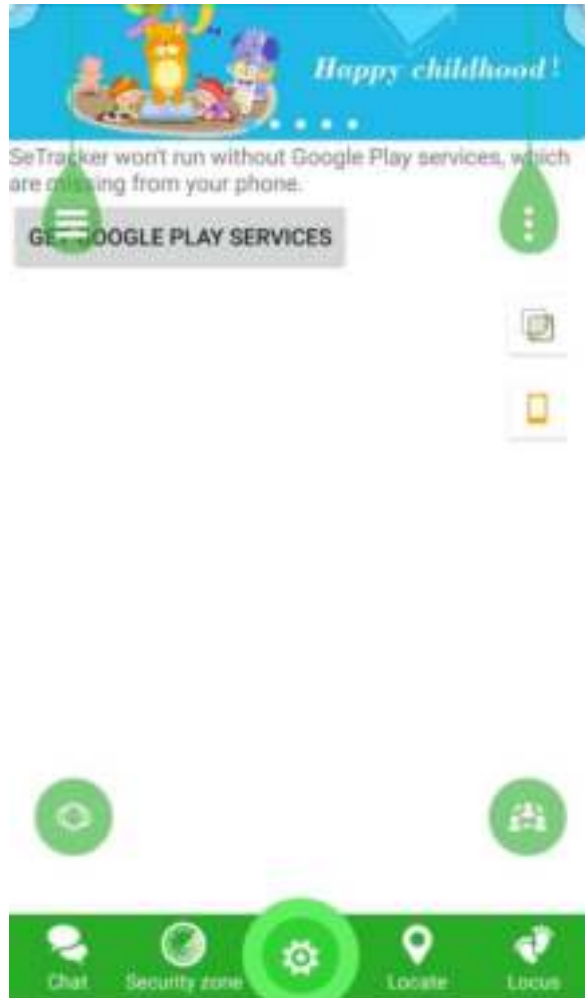 Happy childhood!
SeTracker won't run without Google Play services, which
are missing from your phone.
GET GOOGLE PLAY SERVICES
Chat
Security zone
Locate
Locus